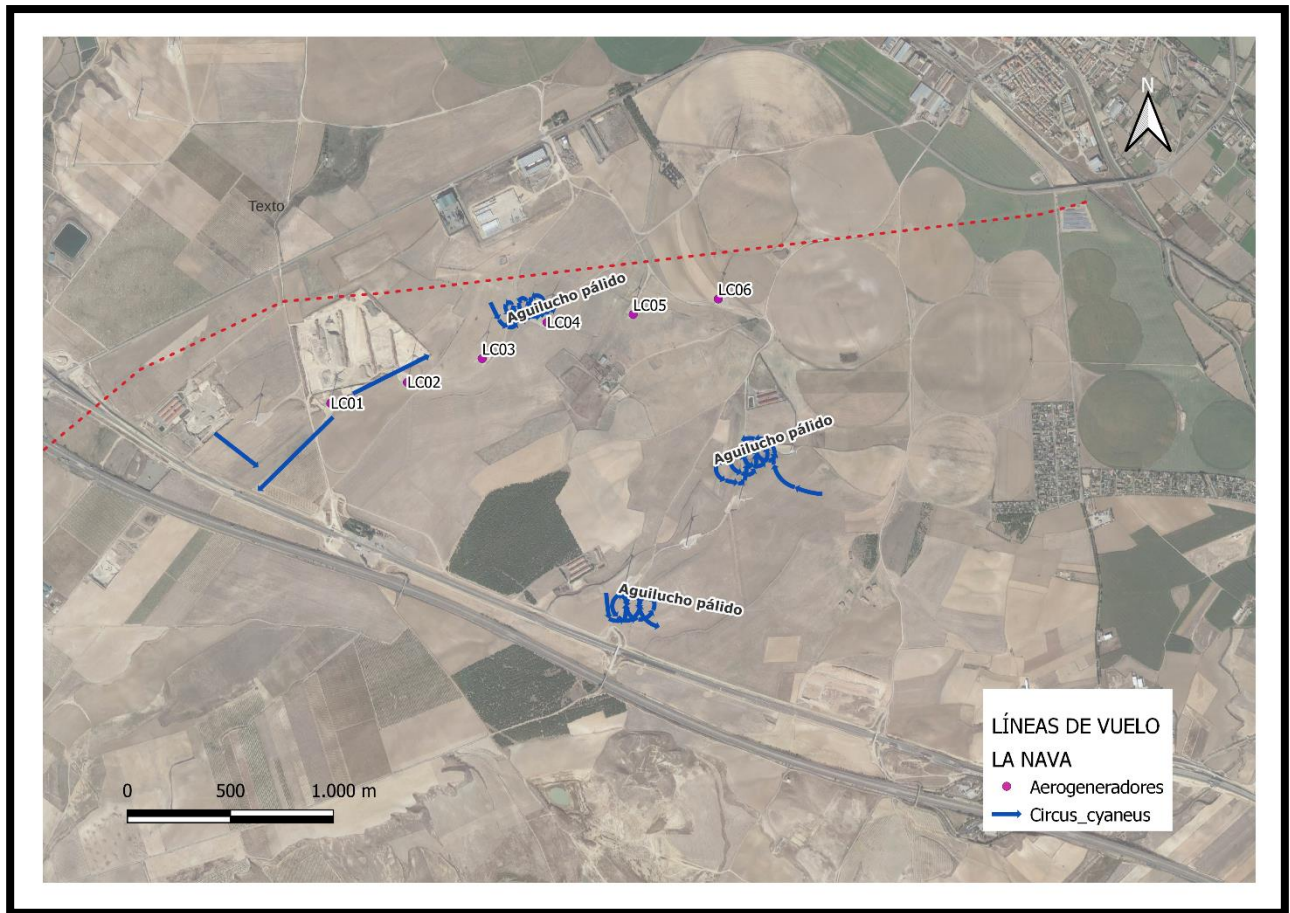 N
Texto
Aguilucho pálido
LC06
LC05
LC04
LC03
LC02
LC01
Aguilucho pálido
Aguilucho pálido
0 500 1.000 m
LÍNEAS DE VUELO
LA NAVA
Aerogeneradores
Circus_cyaneus